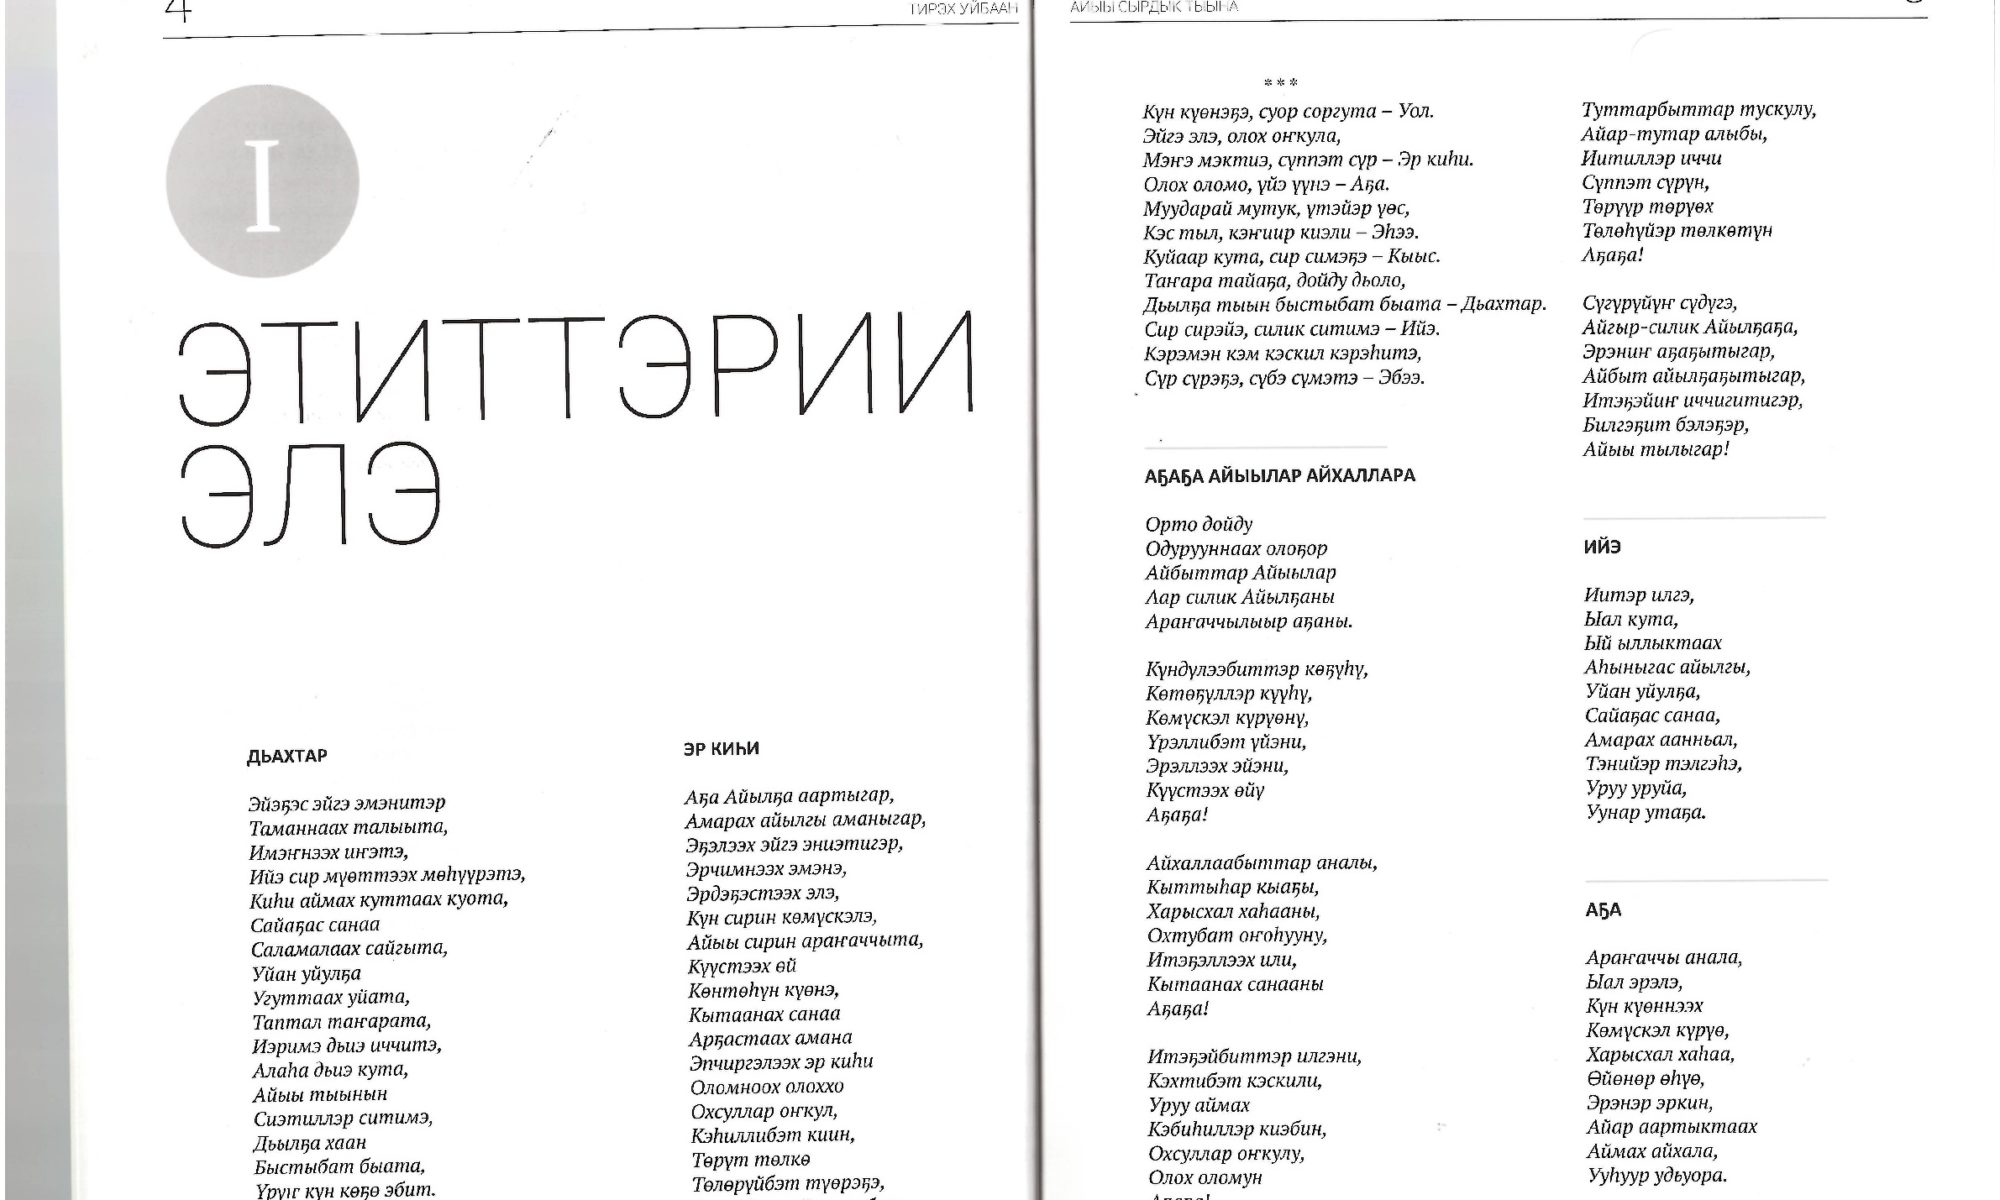 4
ТИРЭХ УЙБААН
I
ЭТИТТЭРИИ
ЭЛЭ
ДЬАХТАР
Эйэҕэс эйгэ эмэнитэр
Таманнаах талыыта,
Имэҥнээх иҥэтэ,
Ийэ сир мүөттээх мөһүүрэтэ,
Киһи аймах куттаах куота,
Сайаҕас санаа
Саламалаах сайгыта,
Уйан уйулҕа
Угуттаах уйата,
Таптал таҥарата,
Иэримэ дьиэ иччитэ,
Алаһа дьиэ кута,
Айыы тыынын
Сиэтиллэр ситимэ,
Дьылҕа хаан
Быстыбат быата,
Үрүҥ күн көҕө эбит.
ЭР КИҺИ
Аҕа Айылҕа аартыгар,
Амарах айылгы аманыгар,
Эҕэлээх эйгэ эниэтигэр,
Эрчимнээх эмэнэ,
Эрдэҕэстээх элэ,
Күн сирин көмүскэлэ,
Айыы сирин араҥаччыта,
Күүстээх өй
Көнтөһүн күөнэ,
Кытаанах санаа
Арҕастаах амана
Эпчиргэлээх эр киһи
Оломноох олоххо
Охсуллар оҥкул,
Кэһиллибэт киин,
Төрүт төлкө
Төлөрүйбэт түөрэҕэ,
АЙЫЫ СЫРДЫК ТЫЫНА
* * *
Күн күөнэҕэ, суор соргута – Уол.
Эйгэ элэ, олох оҥкула,
Мэҥэ мэктиэ, сүппэт сүр – Эр киһи.
Олох оломо, үйэ үүнэ – Аҕа.
Муударай мутук, үтэйэр үөс,
Кэс тыл, кэҥиир киэли – Эһээ.
Куйаар кута, сир симэҕэ – Кыыс.
Таҥара тайаҕа, дойду дьоло,
Дьылҕа тыын быстыбат быата – Дьахтар.
Сир сирэйэ, силик ситимэ – Ийэ.
Кэрэмэн кэм кэскил кэрэһитэ,
Сүр сүрэҕэ, сүбэ сүмэтэ – Эбээ.
АҔАҔА АЙЫЫЛАР АЙХАЛЛАРА
Орто дойду
Одурууннаах олоҕор
Айбыттар Айыылар
Аар силик Айылҕаны
Араҥаччылыыр аҕаны.
Күндүлээбиттэр көҕүһү,
Көтөҕүллэр күүһү,
Көмүскэл күрүөнү,
Үрэллибэт үйэни,
Эрэллээх эйэни,
Күүстээх өйү
Аҕаҕа!
Айхаллаабыттар аналы,
Кыттыһар кыаҕы,
Харысхал хаһааны,
Охтубат оҥоһууну,
Итэҕэллээх или,
Кытаанах санааны
Аҕаҕа!
Итэҕэйбиттэр илгэни,
Кэхтибэт кэскили,
Уруу аймах
Кэбиһиллэр киэбин,
Охсуллар оҥкулу,
Олох оломун
Аҕаҕа!
Туттарбыттар тускулу,
Айар-тутар алыбы,
Иитиллэр иччи
Сүппэт сүрүн,
Төрүүр төрүөх
Төлөһүйэр төлкөтүн
Аҕаҕа!
Сүгүрүйүҥ сүдүгэ,
Айгыр-силик Айылҕаҕа,
Эрэниҥ аҕаҕытыгар,
Айбыт айылҕаҕытыгар,
Итэҕэйиҥ иччигитигэр,
Билгэҕит бэлэҕэр,
Айыы тылыгар!
ИЙЭ
Иитэр илгэ,
Ыал кута,
Ый ыллыктаах
Аһыныгас айылгы,
Уйан уйулҕа,
Сайаҕас санаа,
Амарах аанньал,
Тэнийэр тэлгэһэ,
Уруу уруйа,
Уунар утаҕа.
АҔА
Араҥаччы анала,
Ыал эрэлэ,
Күн күөннээх
Көмүскэл күрүө,
Харысхал хаһаа,
Өйөнөр өһүө,
Эрэнэр эркин,
Айар аартыктаах
Аймах айхала,
Ууһуур удьуора.